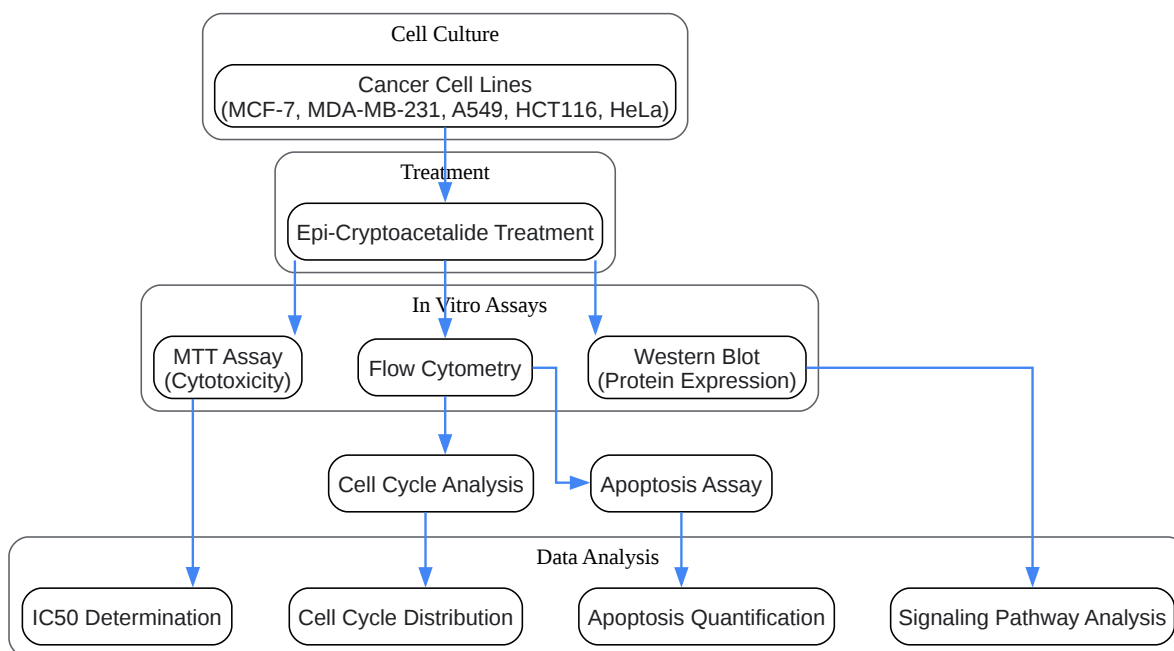 Cell Culture
Cancer Cell Lines
(MCF-7, MDA-MB-231, A549, HCT116, HeLa)
Treatment
Epi-Cryptoacetalide Treatment
In Vitro Assays
MTT Assay
(Cytotoxicity)
Flow Cytometry
Western Blot
(Protein Expression)
Cell Cycle Analysis
Apoptosis Assay
Data Analysis
IC50 Determination
Cell Cycle Distribution
Apoptosis Quantification
Signaling Pathway Analysis